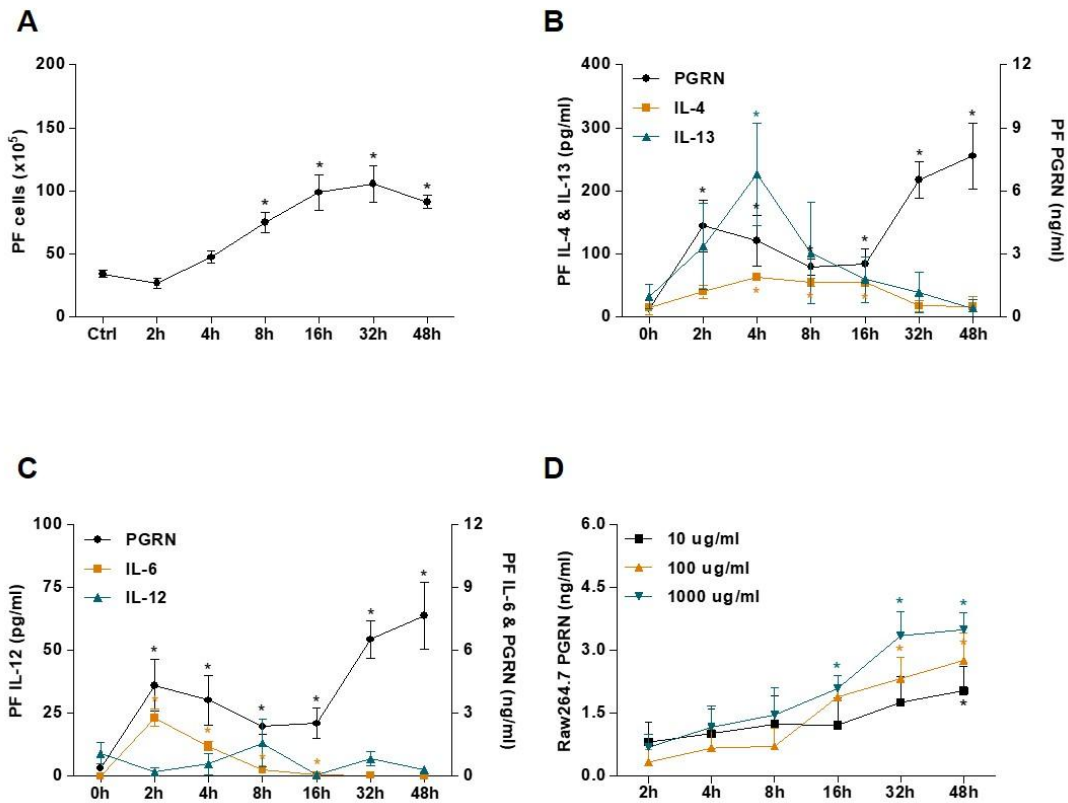 A
PF cells (x10⁵)
200
150
100
50
0
Ctrl 2h 4h 8h 16h 32h 48h
* * * *
B
PF IL-4 & IL-13 (pg/ml)
400
300
200
100
0
PGRN
IL-4
IL-13
12
9
6
3
0
PF PGRN (ng/ml)
0h 2h 4h 8h 16h 32h 48h
* * * * * * * * * *
C
PF IL-12 (pg/ml)
100
75
50
25
0
PGRN
IL-6
IL-12
12
9
6
3
0
PF IL-6 & PGRN (ng/ml)
0h 2h 4h 8h 16h 32h 48h
* * * * * * * * * *
D
Raw264.7 PGRN (ng/ml)
6.0
4.5
3.0
1.5
0.0
10 ug/ml
100 ug/ml
1000 ug/ml
2h 4h 8h 16h 32h 48h
* * * * * *